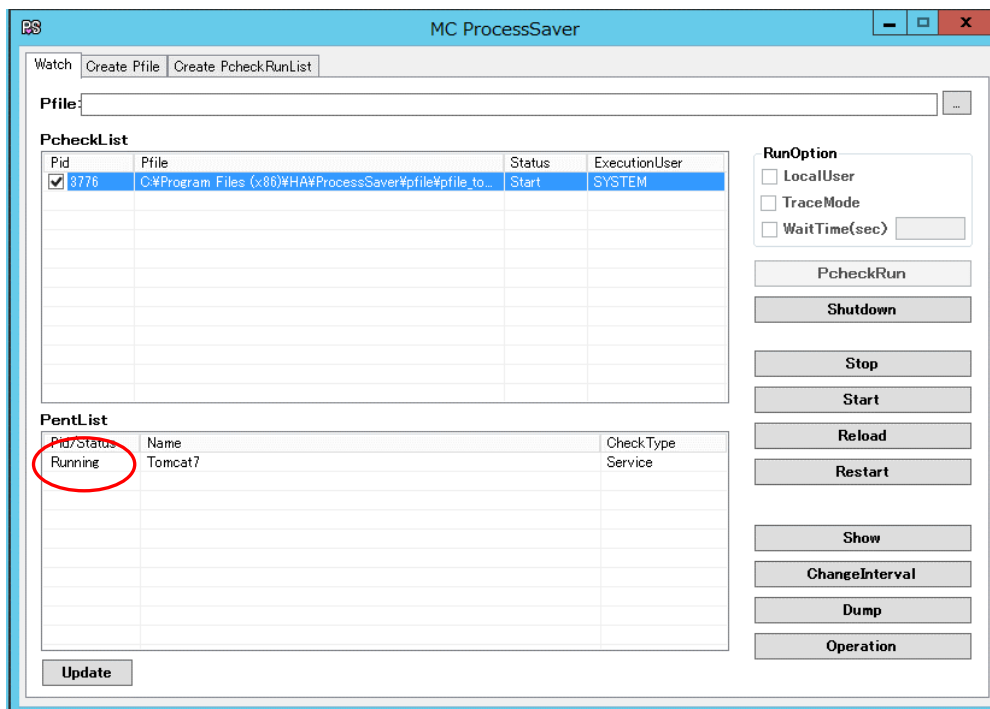 PS MC ProcessSaver
Watch Create Pfile Create PcheckRunList
Pfile: ...
PcheckList
Pid Pfile Status ExecutionUser
3776 C:¥Program Files (x86)¥HA¥ProcessSaver¥pfile¥pfile_to... Start SYSTEM
RunOption
LocalUser
TraceMode
WaitTime(sec)
PcheckRun
Shutdown
Stop
Start
Reload
Restart
PentList
Pid/Status Name CheckType
Running Tomcat7 Service
Show
ChangeInterval
Dump
Operation
Update